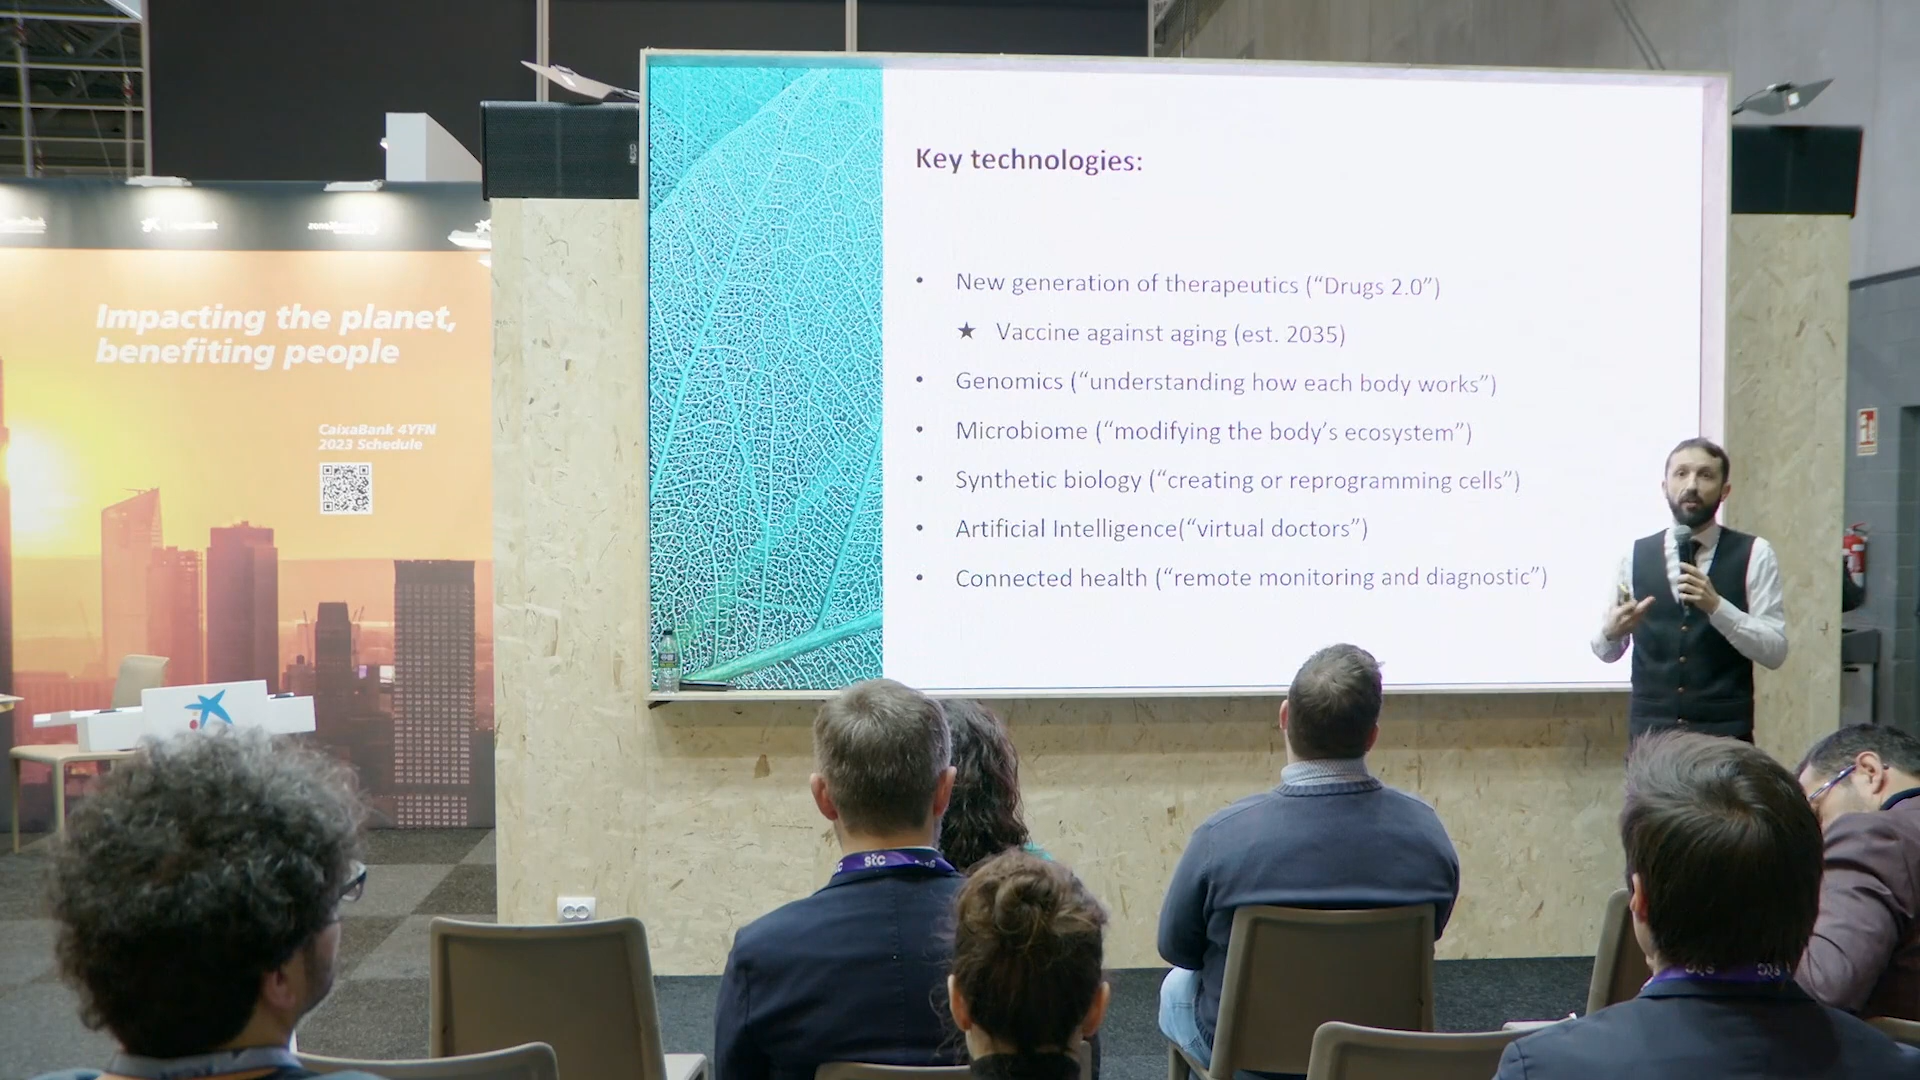 Key technologies:
• New generation of therapeutics (“Drugs 2.0”)
★ Vaccine against aging (est. 2035)
• Genomics (“understanding how each body works”)
• Microbiome (“modifying the body’s ecosystem”)
• Synthetic biology (“creating or reprogramming cells”)
• Artificial Intelligence(“virtual doctors”)
• Connected health (“remote monitoring and diagnostic”)
Impacting the planet,
benefiting people
CaixaBank 4YFN
2023 Schedule
stc